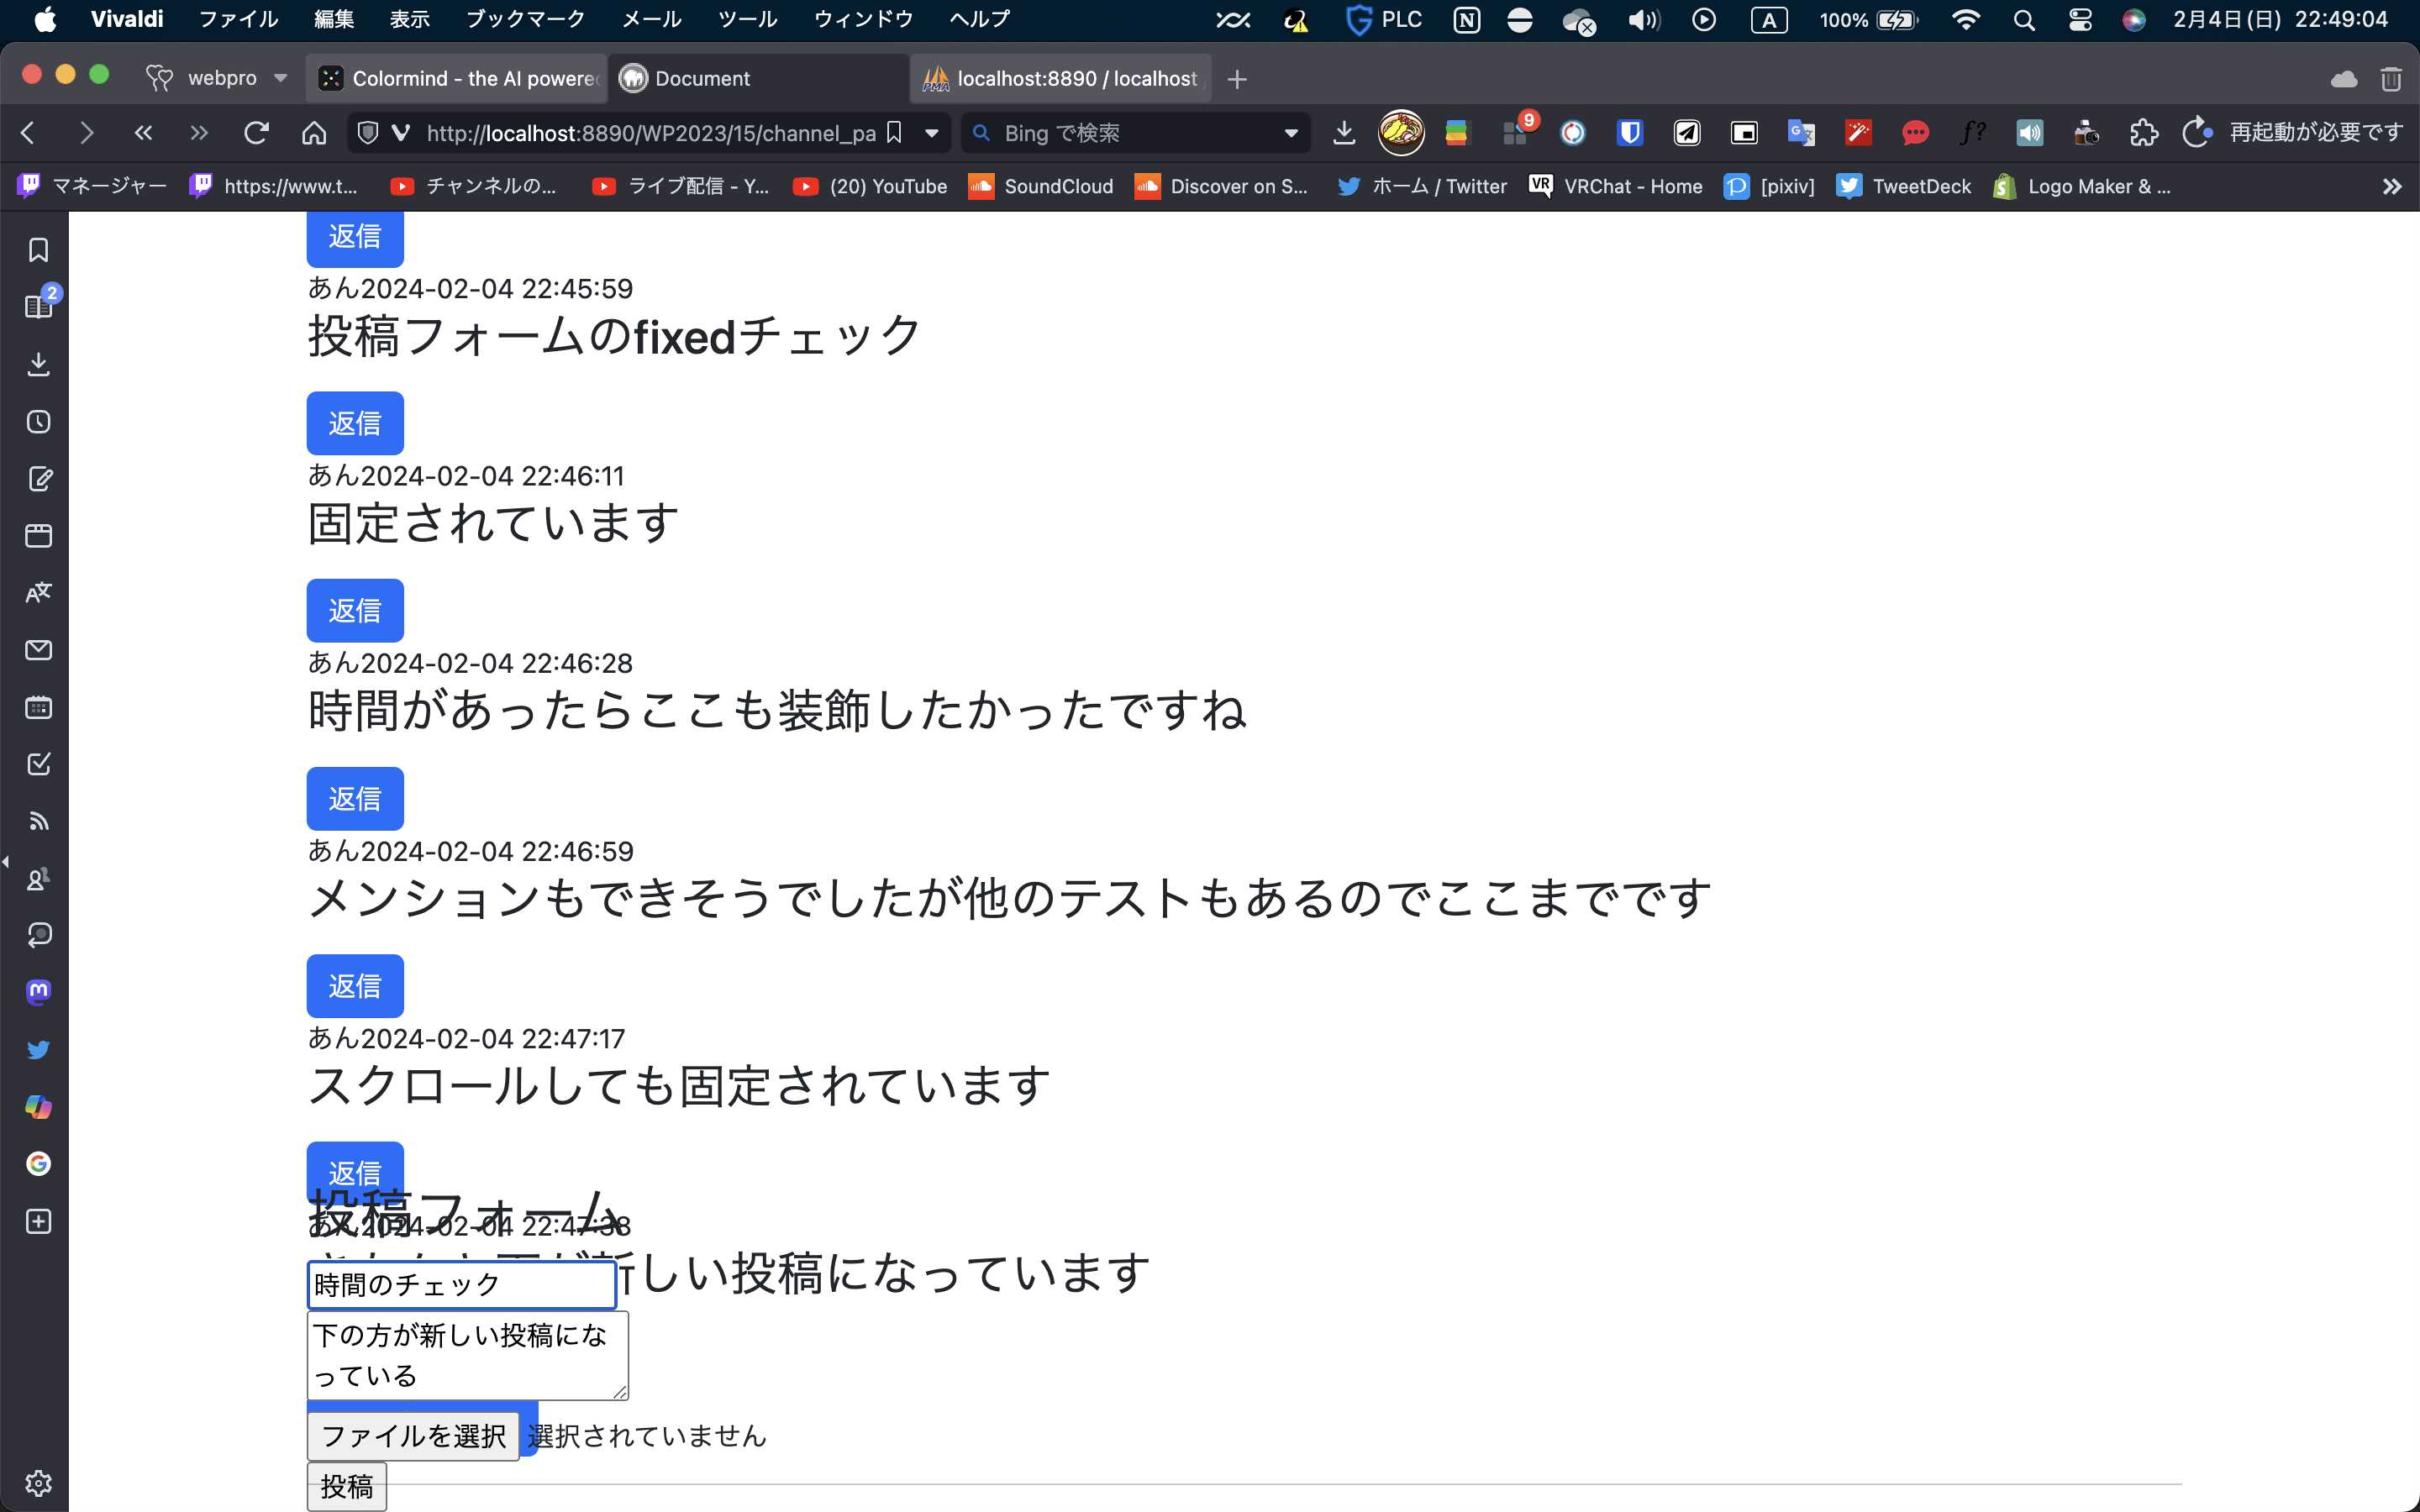 Vivaldi ファイル 編集 表示 ブックマーク メール ツール ウィンドウ ヘルプ PLC A 100% 2月4日(日) 22:49:04
webpro Colormind - the AI powere Document localhost:8890 / localhost
http://localhost:8890/WP2023/15/channel_pa Bing で検索 9 再起動が必要です
マネージャー https://www.t... チャンネルの... ライブ配信 - Y... (20) YouTube SoundCloud Discover on S... ホーム / Twitter VRChat - Home [pixiv] TweetDeck Logo Maker & ...
2
返信
あん2024-02-04 22:45:59
投稿フォームのfixedチェック
返信
あん2024-02-04 22:46:11
固定されています
返信
あん2024-02-04 22:46:28
時間があったらここも装飾したかったですね
返信
あん2024-02-04 22:46:59
メンションもできそうでしたが他のテストもあるのでここまでです
返信
あん2024-02-04 22:47:17
スクロールしても固定されています
返信
投稿フォーム
あん2024-02-04 22:47:38
しい投稿になっています
時間のチェック
下の方が新しい投稿にな
っている
ファイルを選択 選択されていません
投稿